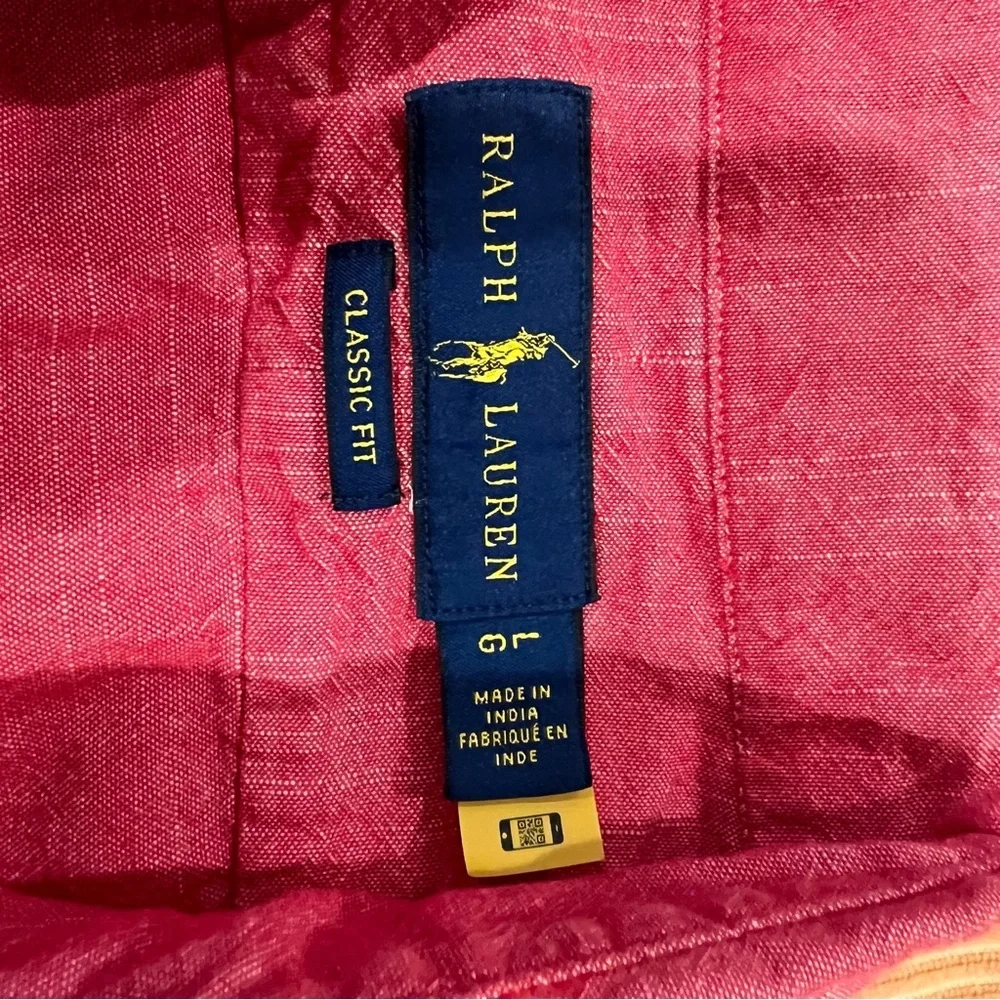 RALPH LAUREN
CLASSIC FIT
L
G
MADE IN
INDIA
FABRIQUÉ EN
INDE